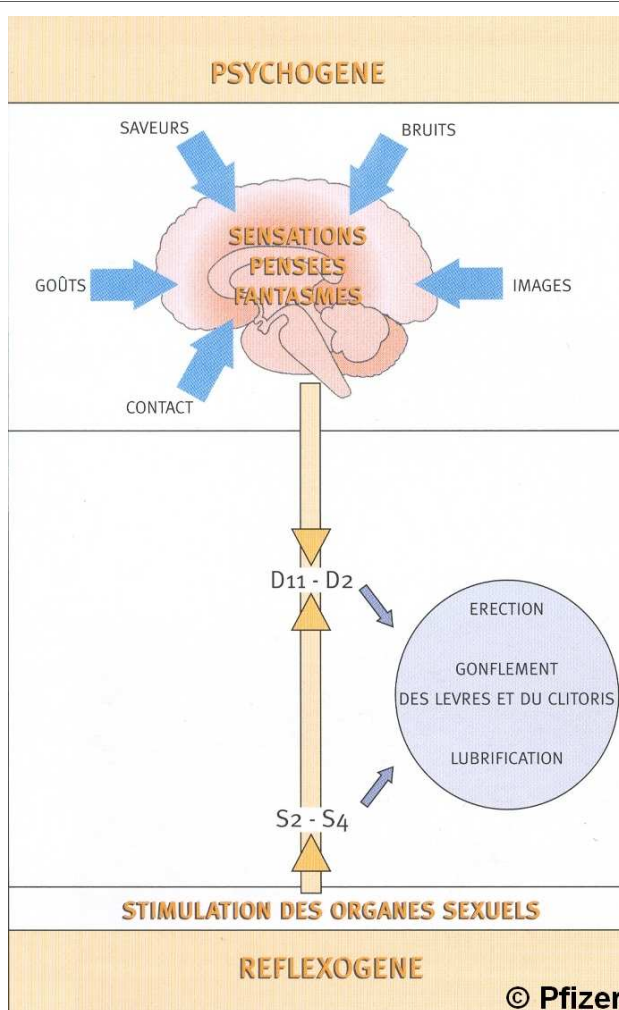 PSYCHOGENE
SAVEURS
BRUITS
SENSATIONS
PENSEES
FANTASMES
GOÛTS
IMAGES
CONTACT
D11 - D2
ERECTION
GONFLEMENT
DES LEVRES ET DU CLITORIS
LUBRIFICATION
S2 - S4
STIMULATION DES ORGANES SEXUELS
REFLEXOGENE
© Pfizer